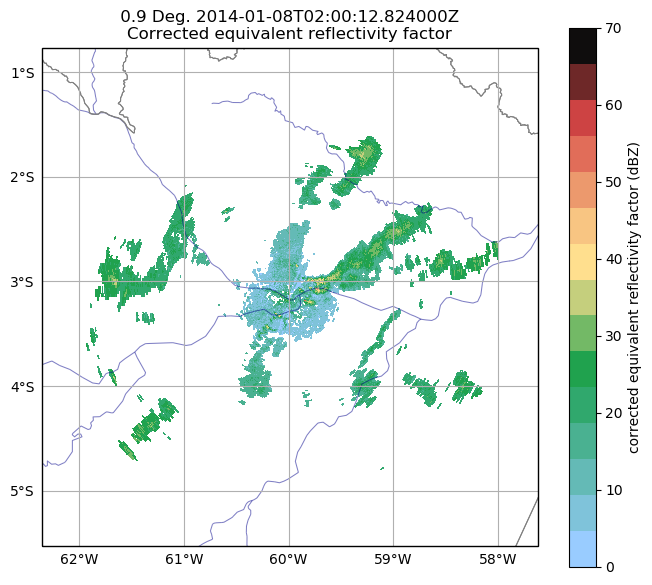 0.9 Deg. 2014-01-08T02:00:12.824000Z
Corrected equivalent reflectivity factor
1°S
2°S
3°S
4°S
5°S
62°W
61°W
60°W
59°W
58°W
70
60
50
40
30
20
10
0
corrected equivalent reflectivity factor (dBZ)